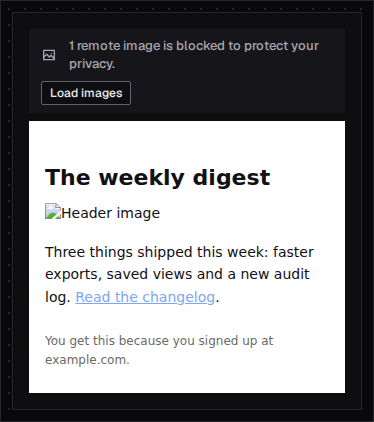 1 remote image is blocked to protect your
privacy.
Load images
The weekly digest
Header image
Three things shipped this week: faster
exports, saved views and a new audit
log. Read the changelog.
You get this because you signed up at
example.com.